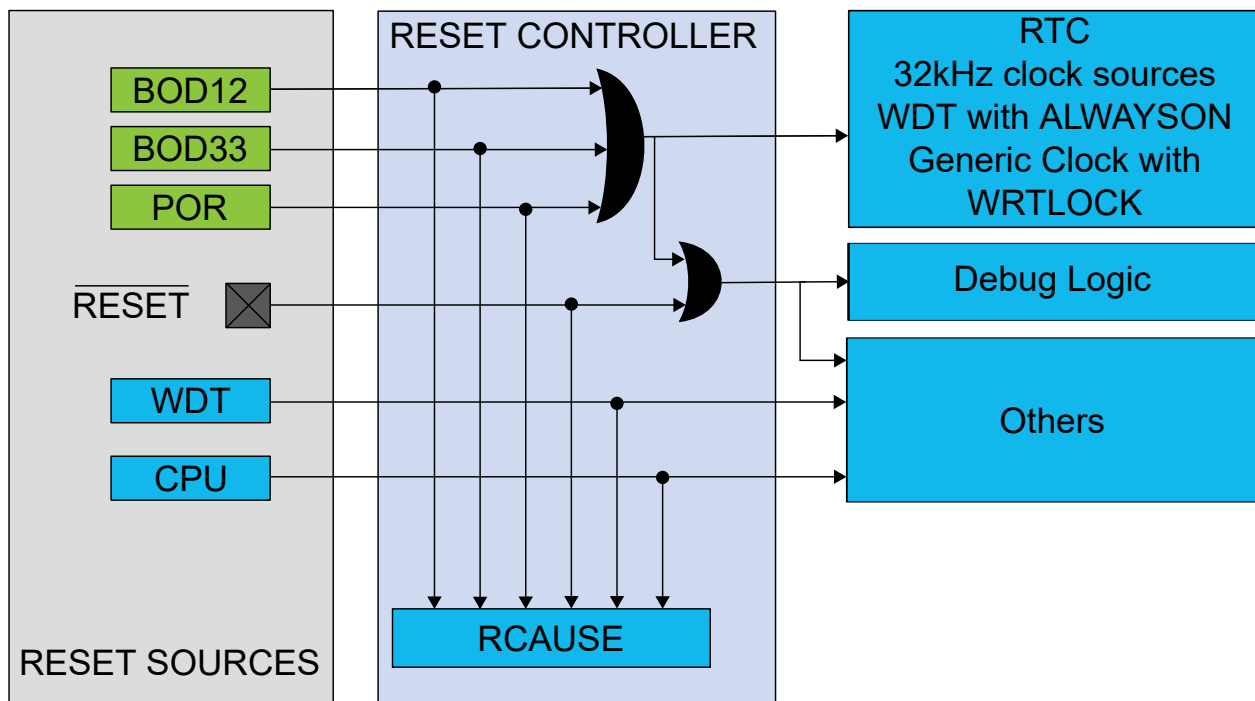 RESET SOURCES
BOD12
BOD33
POR
RESET
WDT
CPU
RESET CONTROLLER
RCAUSE
RTC
32kHz clock sources
WDT with ALWAYSON
Generic Clock with
WRTLOCK
Debug Logic
Others